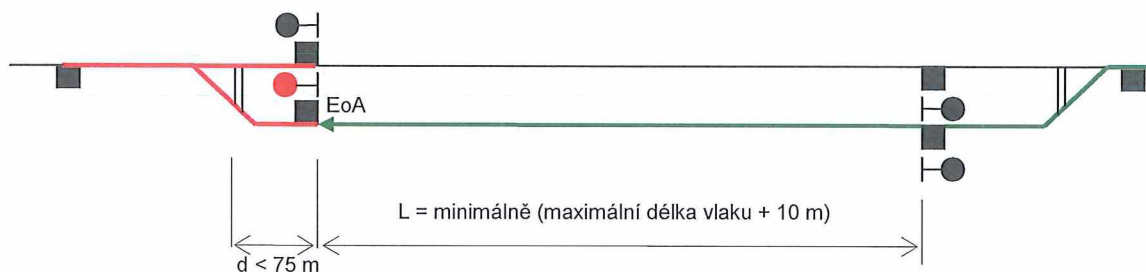 EoA
L = minimálně (maximální délka vlaku + 10 m)
d < 75 m